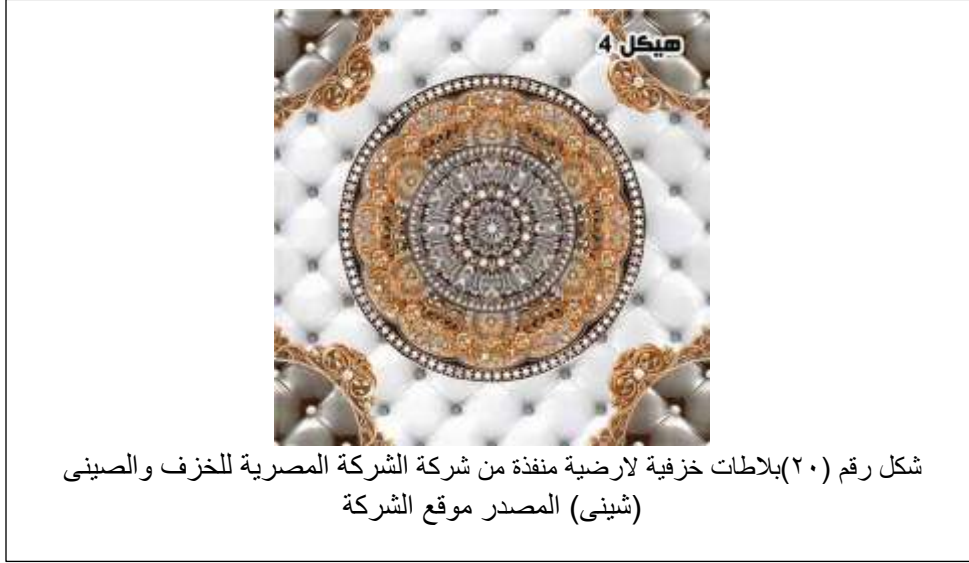 هيكل 4
شكل رقم (٢٠)بلاطات خزفية لارضية منفذة من شركة الشركة المصرية للخزف والصينى
(شينى) المصدر موقع الشركة